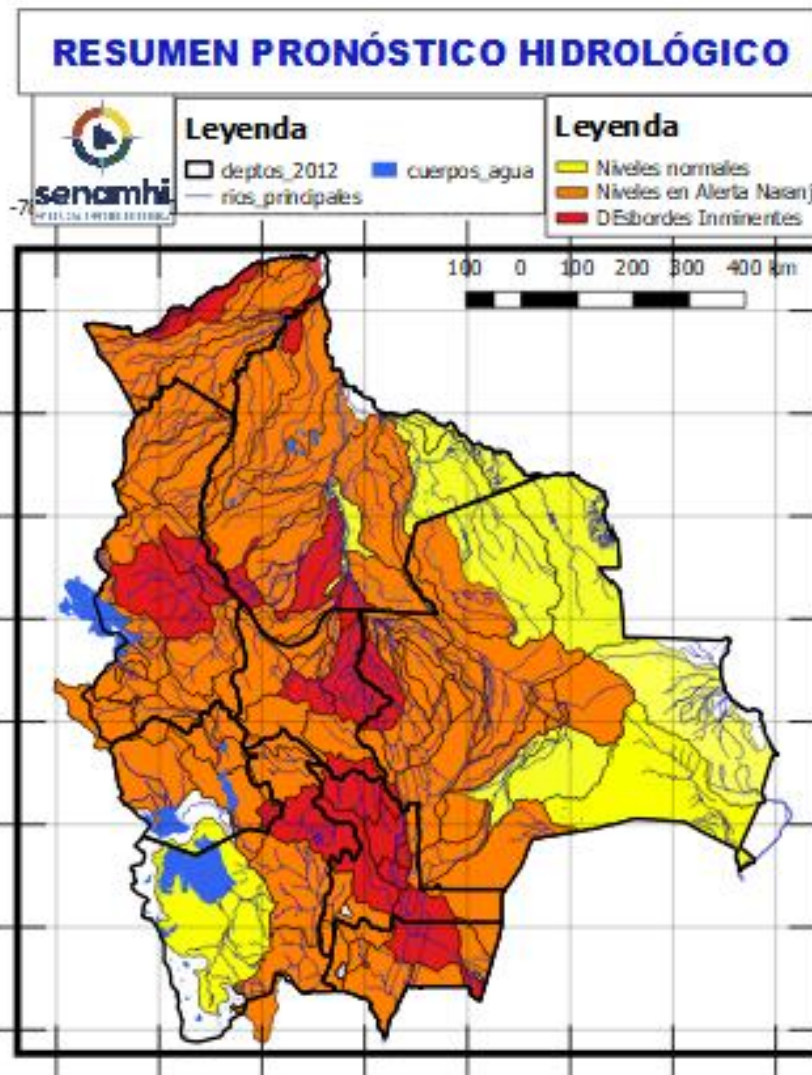 RESUMEN PRONÓSTICO HIDROLÓGICO
senamhi
Leyenda
deptos_2012
cuerpos_agua
rios_principales
Leyenda
Niveles normales
Niveles en Alerta Naranj
DEsbordes Inminentes
100 0 100 200 300 400 km